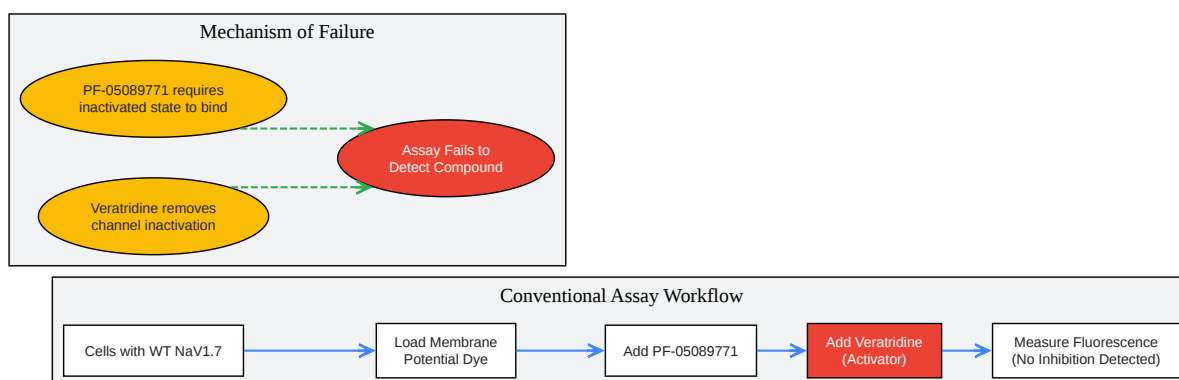 Mechanism of Failure
PF-05089771 requires
inactivated state to bind
Assay Fails to
Detect Compound
Veratridine removes
channel inactivation
Conventional Assay Workflow
Cells with WT NaV1.7
Load Membrane
Potential Dye
Add PF-05089771
Add Veratridine
(Activator)
Measure Fluorescence
(No Inhibition Detected)